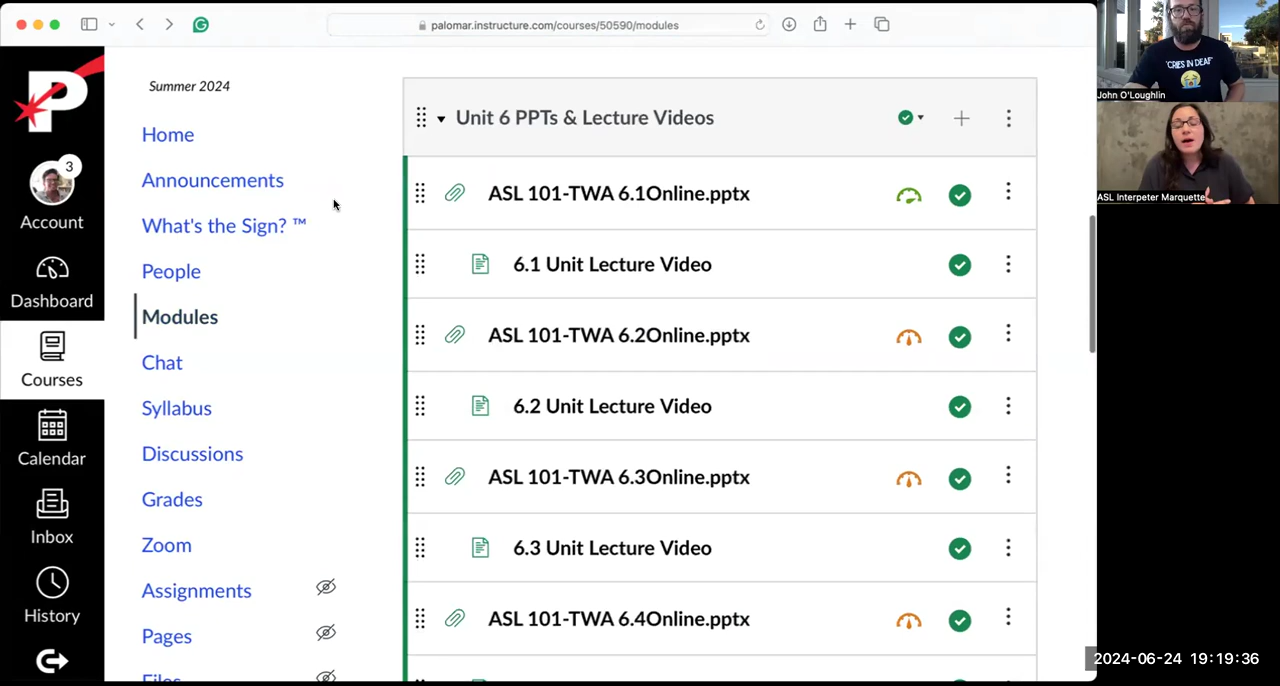 palomar.instructure.com/courses/50590/modules
P
3
Account
Dashboard
Courses
Calendar
Inbox
History
Summer 2024
Home
Announcements
What's the Sign? ™
People
Modules
Chat
Syllabus
Discussions
Grades
Zoom
Assignments
Pages
Files
Unit 6 PPTs & Lecture Videos
ASL 101-TWA 6.1Online.pptx
6.1 Unit Lecture Video
ASL 101-TWA 6.2Online.pptx
6.2 Unit Lecture Video
ASL 101-TWA 6.3Online.pptx
6.3 Unit Lecture Video
ASL 101-TWA 6.4Online.pptx
*CRIES IN DEAF*
John O'Loughlin
ASL Interpeter Marquette
2024-06-24 19:19:36